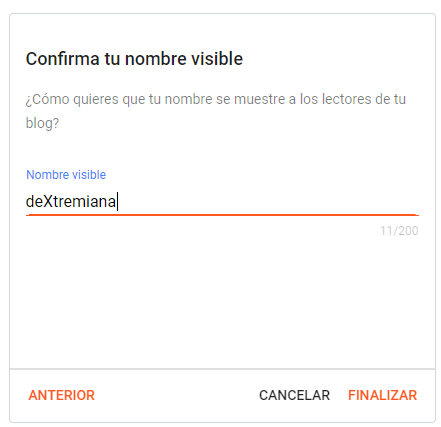 Confirma tu nombre visible
¿Cómo quieres que tu nombre se muestre a los lectores de tu
blog?
Nombre visible
deXtremiana
11/200
ANTERIOR
CANCELAR
FINALIZAR